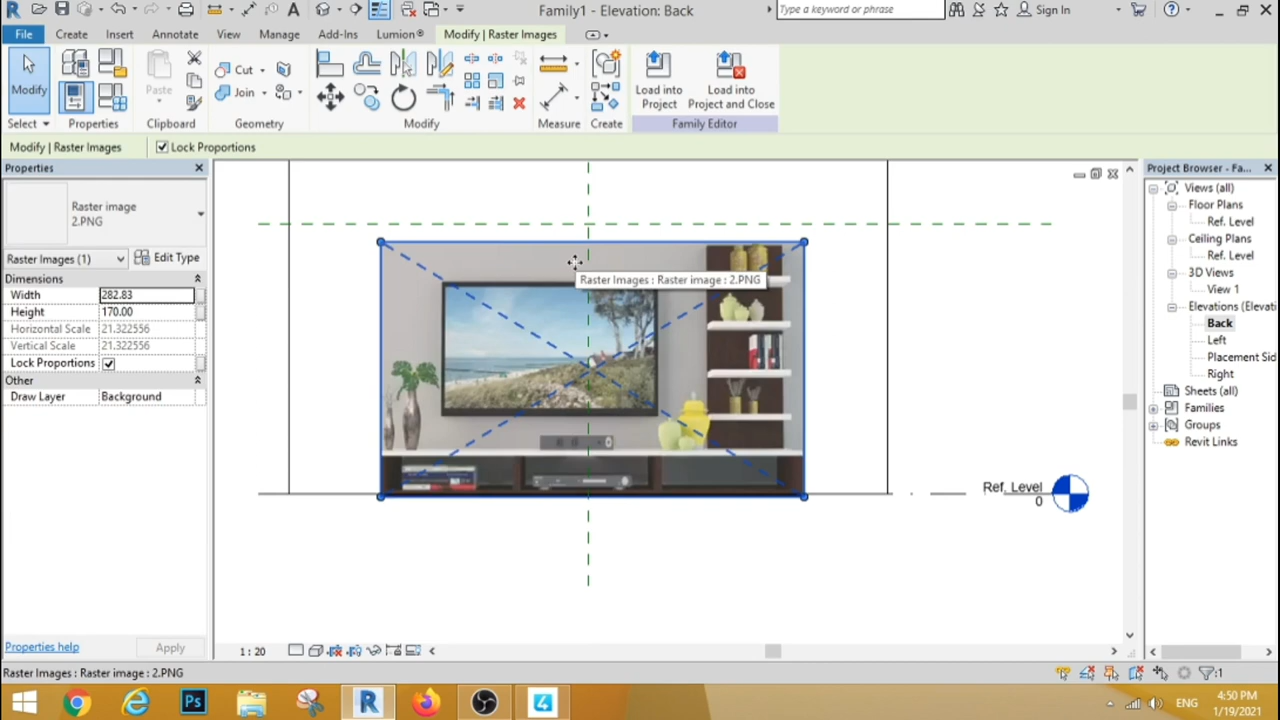 Family1 - Elevation: Back
Type a keyword or phrase
Sign In
File
Create
Insert
Annotate
View
Manage
Add-Ins
Lumion®
Modify | Raster Images
Modify
Paste
Cut
Join
Load into
Project
Load into
Project and Close
Select
Properties
Clipboard
Geometry
Modify
Measure
Create
Family Editor
Modify | Raster Images
Lock Proportions
Properties
Raster image
2.PNG
Raster Images (1)
Edit Type
Dimensions
Width 282.83
Height 170.00
Horizontal Scale 21.322556
Vertical Scale 21.322556
Lock Proportions
Other
Draw Layer Background
Properties help
Apply
Raster Images : Raster image : 2.PNG
Ref. Level
0
1 : 20
Project Browser - Fa...
Views (all)
Floor Plans
Ref. Level
Ceiling Plans
Ref. Level
3D Views
View 1
Elevations (Elevati
Back
Left
Placement Sid
Right
Sheets (all)
Families
Groups
Revit Links
Raster Images : Raster image : 2.PNG
:1
Ps
R
4
ENG
4:50 PM
1/19/2021